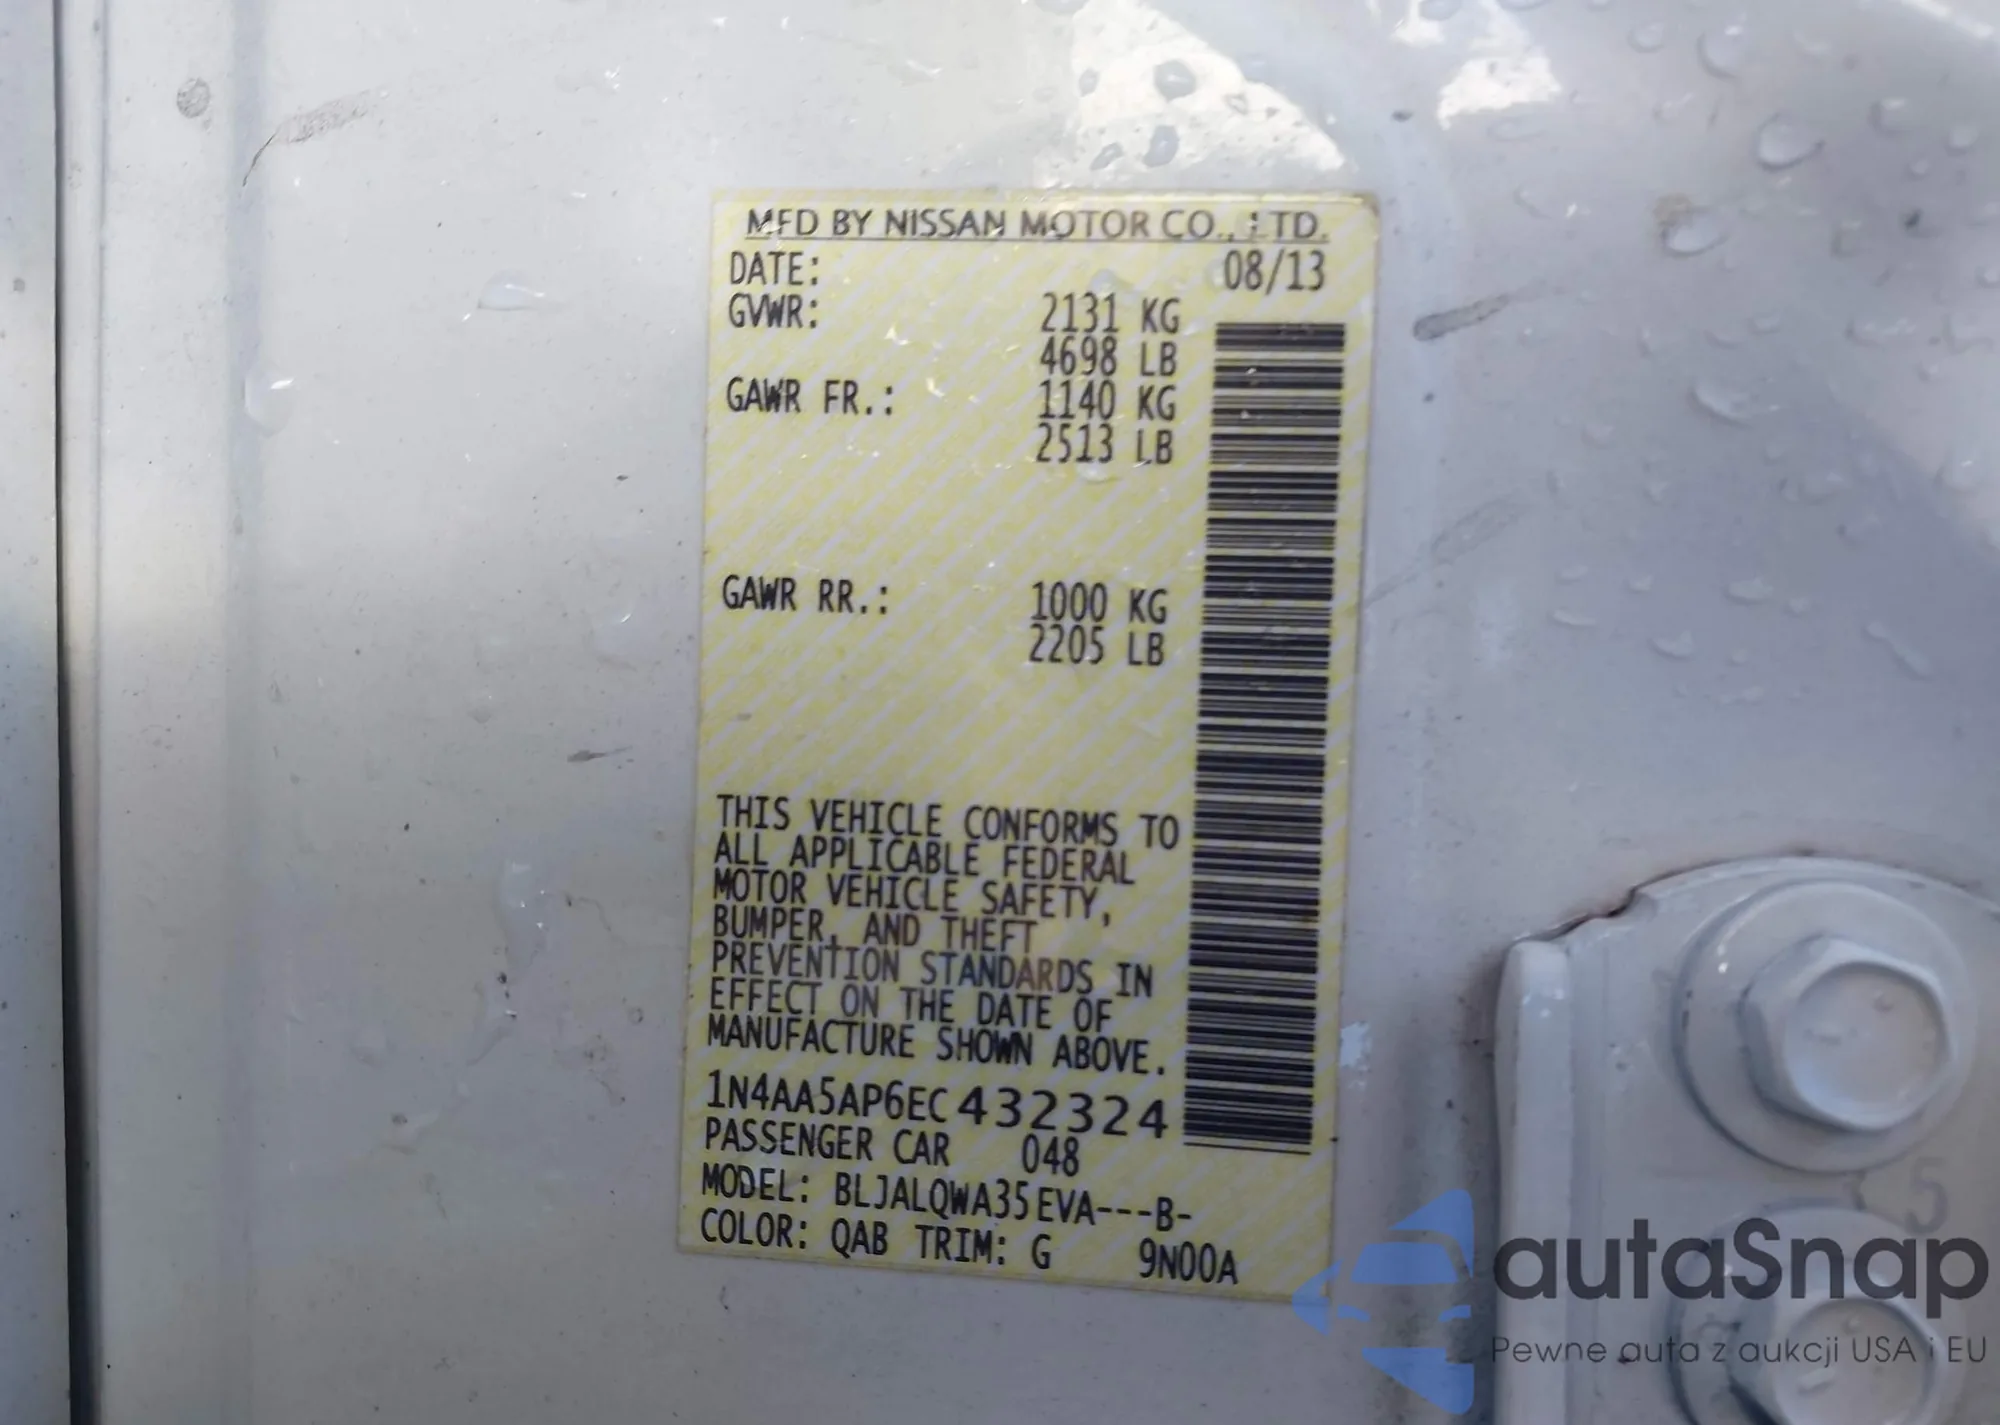 MFD BY NISSAN MOTOR CO., LTD.
DATE: 08/13
GVWR: 2131 KG
4698 LB
GAWR FR.: 1140 KG
2513 LB
GAWR RR.: 1000 KG
2205 LB
THIS VEHICLE CONFORMS TO
ALL APPLICABLE FEDERAL
MOTOR VEHICLE SAFETY,
BUMPER, AND THEFT
PREVENTION STANDARDS IN
EFFECT ON THE DATE OF
MANUFACTURE SHOWN ABOVE.
1N4AA5AP6EC432324
PASSENGER CAR 048
MODEL: BLJALQWA35EVA---B-
COLOR: QAB TRIM: G 9N00A
5
autaSnap
Pewne auta z aukcji USA i EU